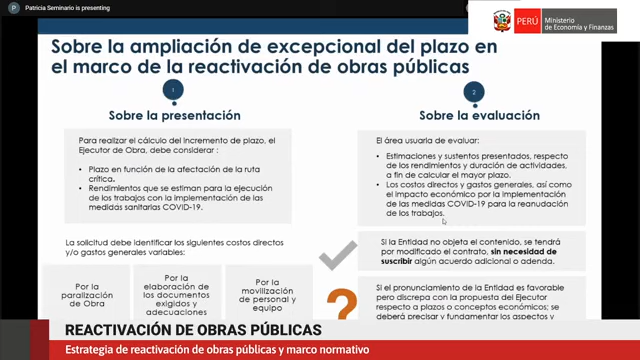 P
Patricia Seminario is presenting
PERÚ
Ministerio
de Economía y Finanzas
Sobre la ampliación de excepcional del plazo en
el marco de la reactivación de obras públicas
1
Sobre la presentación
Para realizar el cálculo del incremento de plazo, el
Ejecutor de Obra, debe considerar :
• Plazo en función de la afectación de la ruta
crítica.
• Rendimientos que se estiman para la ejecución
de los trabajos con la implementación de las
medidas sanitarias COVID-19.
La solicitud debe identificar los siguientes costos directos
y/o gastos generales variables:
Por la
paralización
de Obra
Por la
elaboración de
los documentos
exigidos y
adecuaciones
Por la
movilización
de personal y
equipo
2
Sobre la evaluación
El área usuaria de evaluar:
• Estimaciones y sustentos presentados, respecto
de los rendimientos y duración de actividades,
a fin de calcular el mayor plazo.
• Los costos directos y gastos generales, así como
el impacto económico por la implementación
de las medidas COVID-19 para la reanudación
de los trabajos.
Si la Entidad no objeta el contenido, se tendrá
por modificado el contrato, sin necesidad de
suscribir algún acuerdo adicional o adenda.
?
Si el pronunciamiento de la Entidad es favorable
pero discrepa con la propuesta del Ejecutor
respecto a plazos o conceptos económicos; se
deberá precisar y fundamentar los aspectos y
REACTIVACIÓN DE OBRAS PÚBLICAS
Estrategia de reactivación de obras públicas y marco normativo